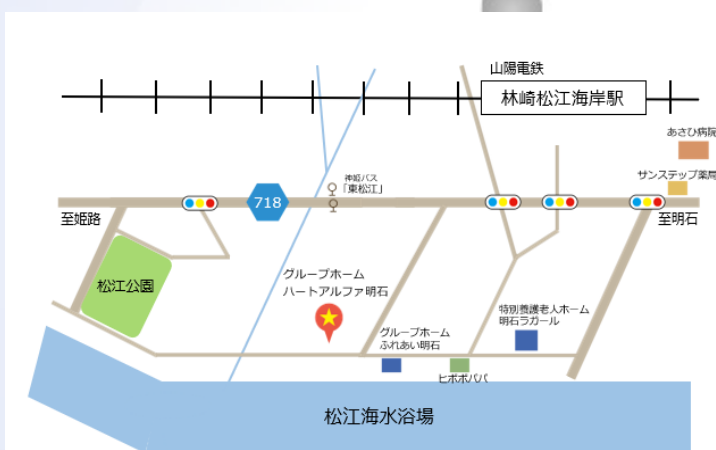 山陽電鉄
林崎松江海岸駅
あさひ病院
サンステップ薬局
神姫バス
「東松江」
718
至姫路
至明石
松江公園
グループホーム
ハートアルファ明石
特別養護老人ホーム
明石ラガール
グループホーム
ふれあい明石
ヒポポパパ
松江海水浴場